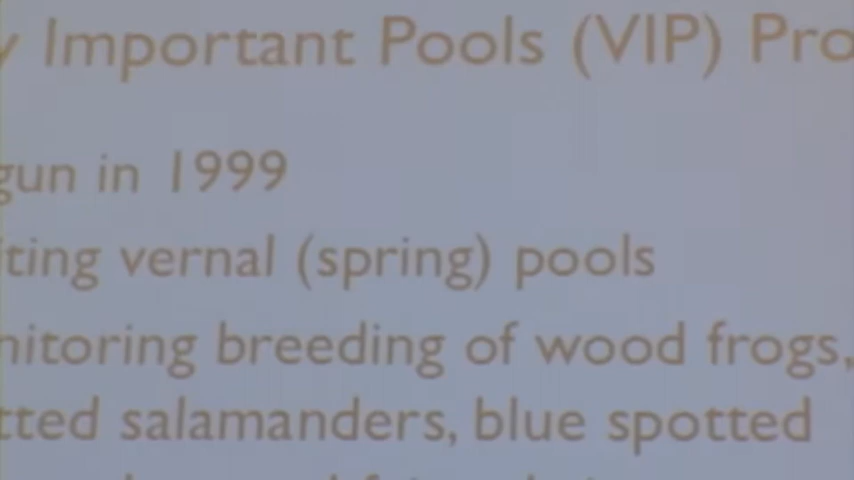 y Important Pools (VIP) Pro
gun in 1999
iting vernal (spring) pools
nitoring breeding of wood frogs,
tted salamanders, blue spotted